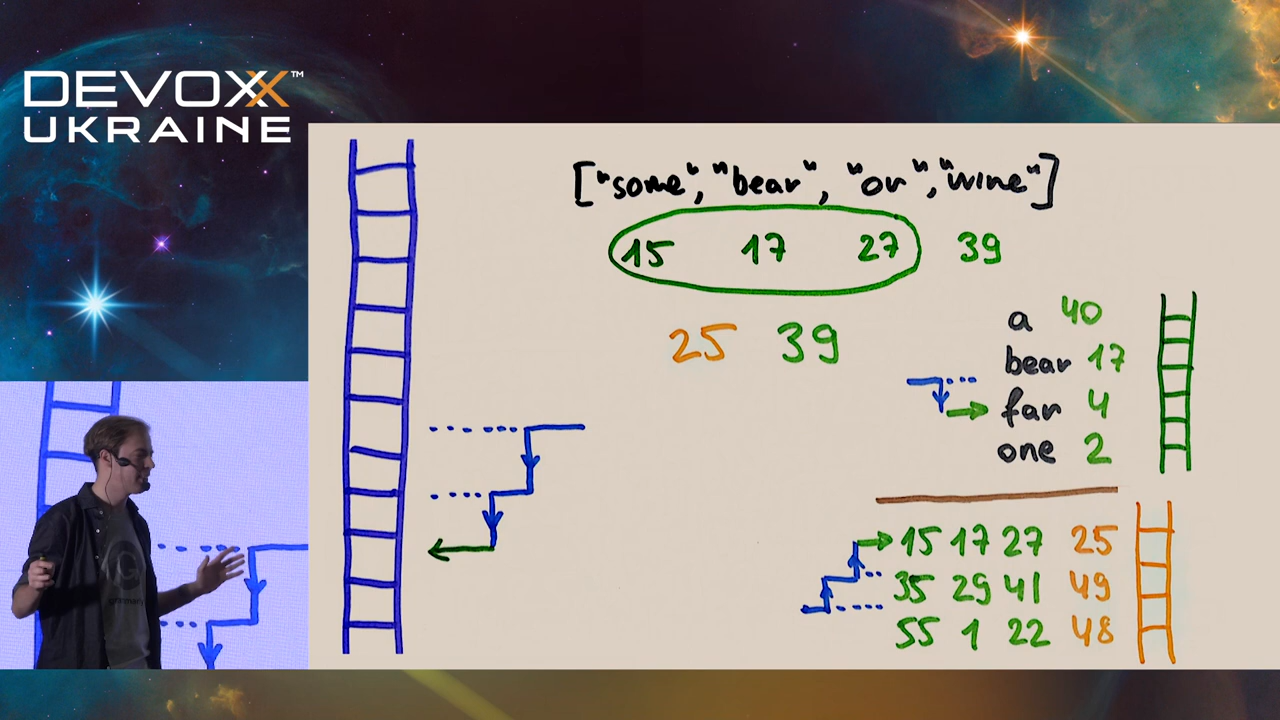 DEVOXX™
UKRAINE
["some", "bear", "or", "wine"]
15 17 27 39
25 39
a 40
bear 17
far 4
one 2
15 17 27 25
35 29 41 49
55 1 22 48